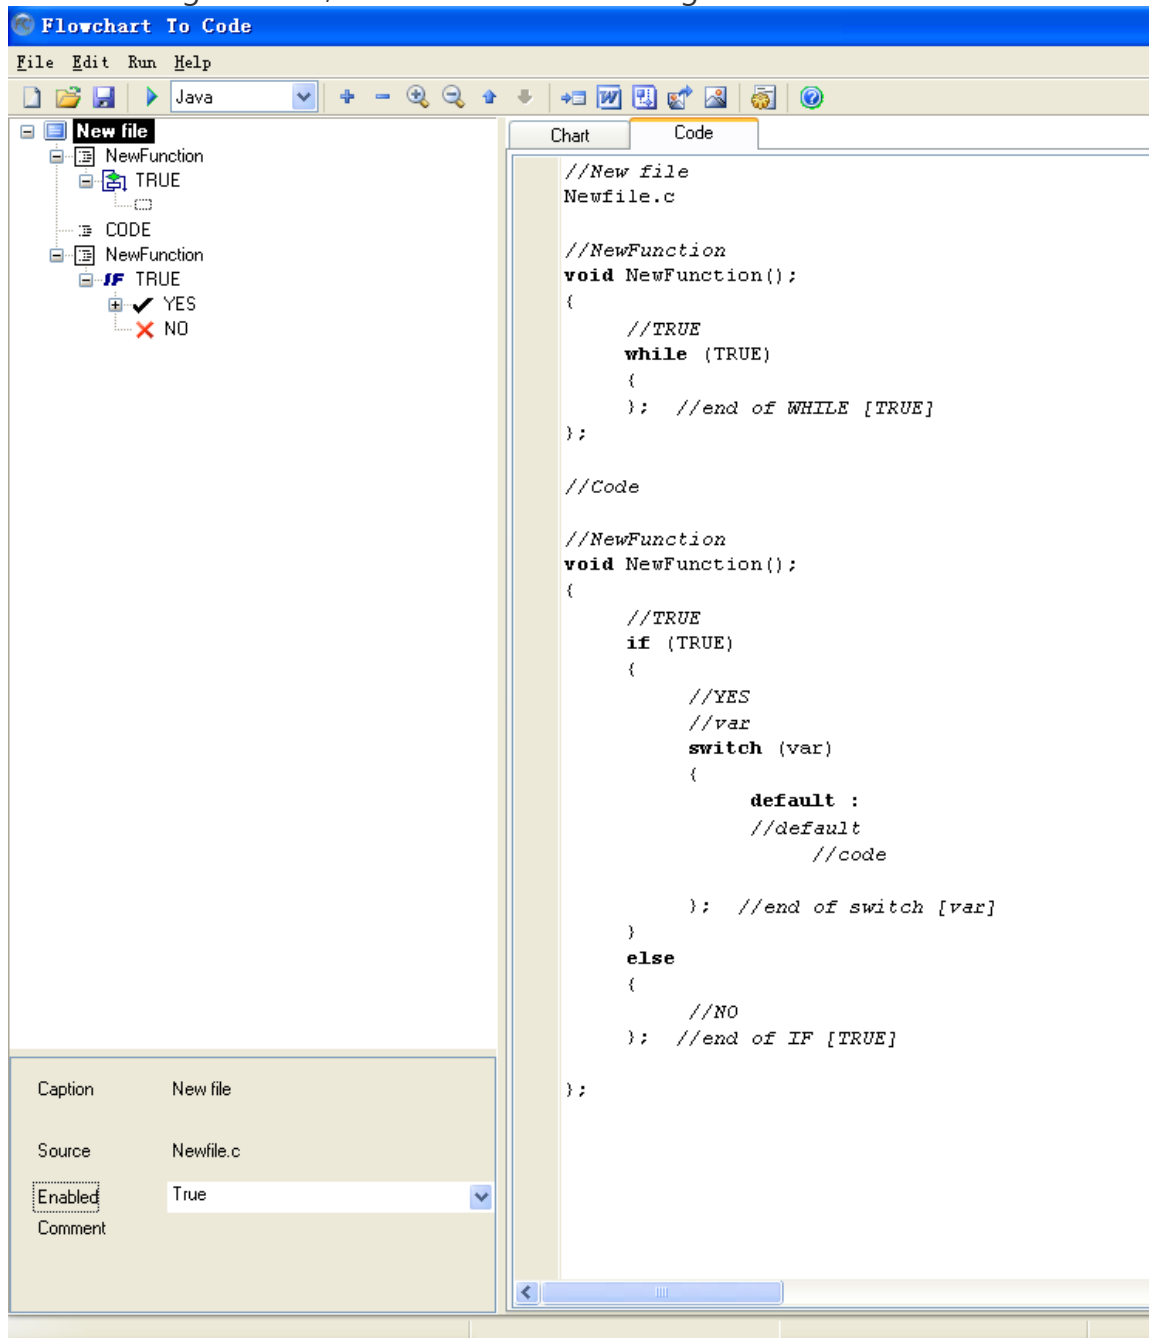 Flowchart To Code
File Edit Run Help
Java
New file
NewFunction
TRUE
CODE
NewFunction
IF TRUE
YES
NO
Chart Code
//New file
Newfile.c
//NewFunction
void NewFunction();
{
//TRUE
while (TRUE)
{
}; //end of WHILE [TRUE]
};
//Code
//NewFunction
void NewFunction();
{
//TRUE
if (TRUE)
{
//YES
//var
switch (var)
{
default :
//default
//code
}; //end of switch [var]
}
else
{
//NO
}; //end of IF [TRUE]
};
Caption New file
Source Newfile.c
Enabled True
Comment